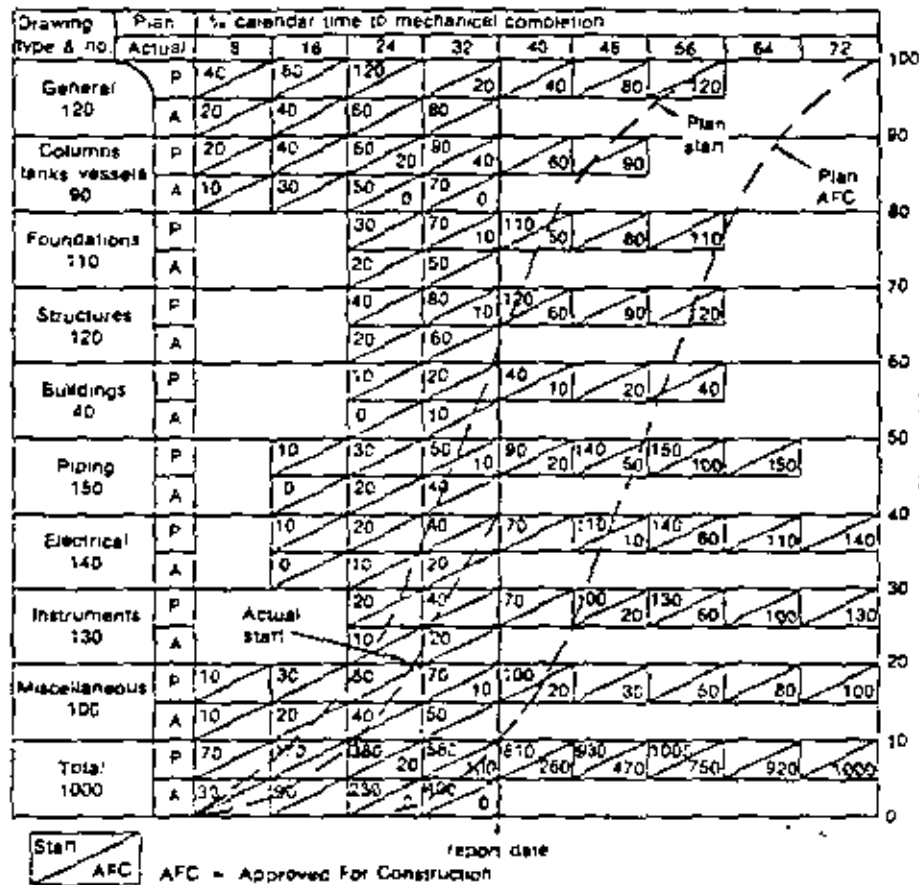 Drawing Plan % calendar time to mechanical completion
type & no. Actual 8 16 24 32 40 48 56 64 72
100
General 120 P 40 80 120 20 40 80 120
A 20 40 60 80
90
Columns tanks vessels 90 P 20 40 60 20 90 40 60 90
A 10 30 50 0 70 0
Plan start
Plan AFC
80
Foundations 110 P 30 70 10 110 50 80 110
A 20 50
70
Structures 120 P 40 80 10 120 60 90 120
A 20 60
60
Buildings 40 P 10 20 40 10 20 40
A 0 10
50
Piping 150 P 10 30 50 10 90 20 140 50 150 100 150
A 0 20 40
40
Electrical 140 P 10 20 40 70 110 10 140 60 110 140
A 0 10 20
30
Instruments 130 P 20 40 70 100 20 130 60 100 130
A 10 20
Actual start
20
Miscellaneous 100 P 10 30 70 10 100 20 30 50 80 100
A 10 20 40 50
10
Total 1000 P 70 20 260 930 470 750 920 1000
A 90 0 0
0
report date
Start AFC
AFC = Approved For Construction